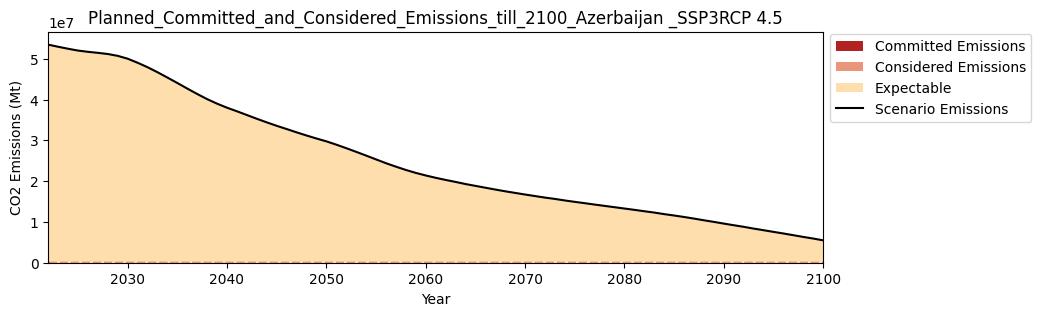 Planned_Committed_and_Considered_Emissions_till_2100_Azerbaijan _SSP3RCP 4.5
1e7
5
4
3
2
1
0
CO2 Emissions (Mt)
2030 2040 2050 2060 2070 2080 2090 2100
Year
Committed Emissions
Considered Emissions
Expectable
Scenario Emissions